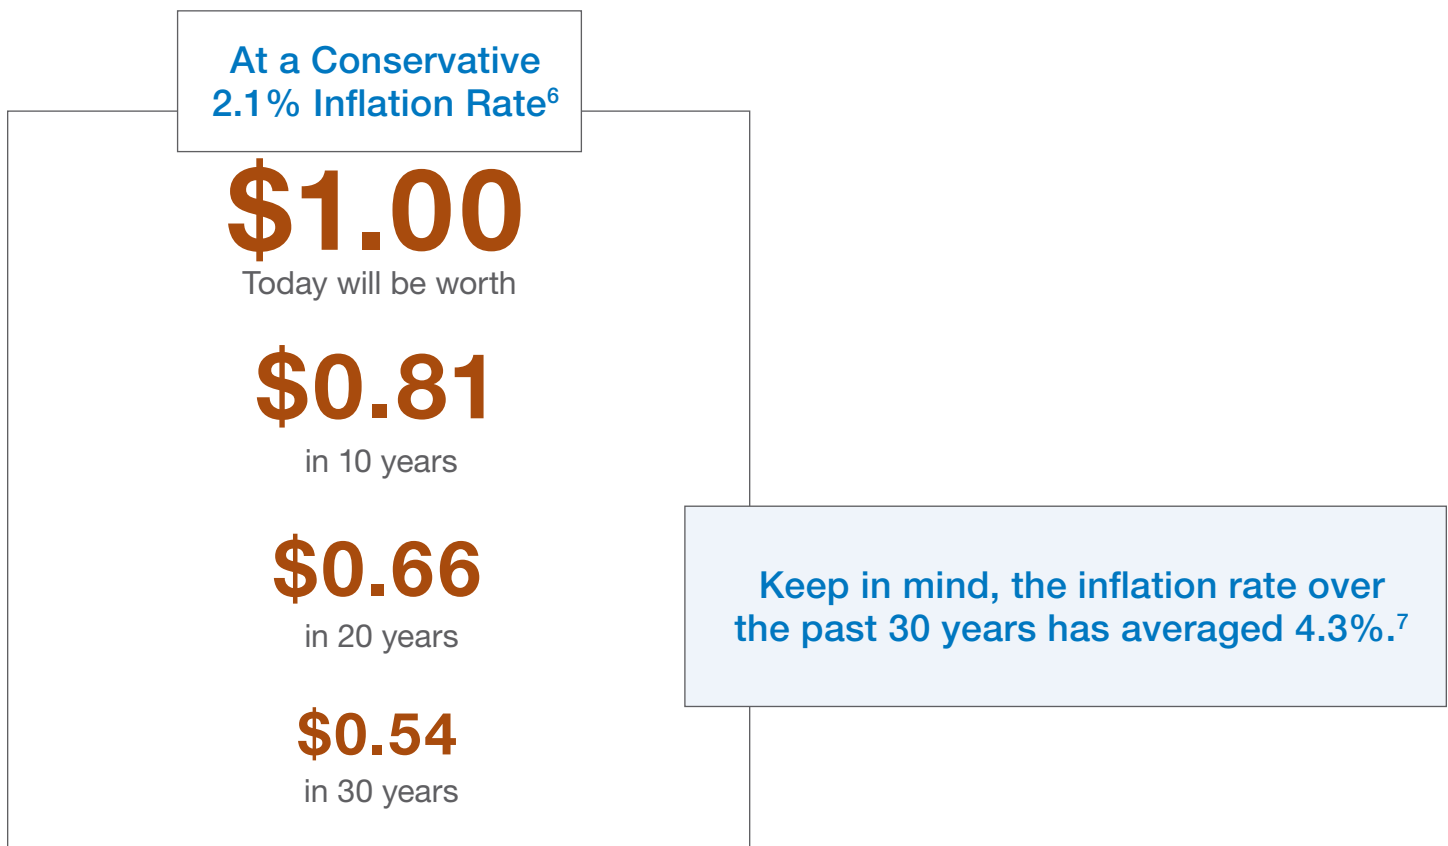 At a Conservative
2.1% Inflation Rate⁶
$1.00
Today will be worth
$0.81
in 10 years
$0.66
in 20 years
$0.54
in 30 years
Keep in mind, the inflation rate over
the past 30 years has averaged 4.3%.⁷